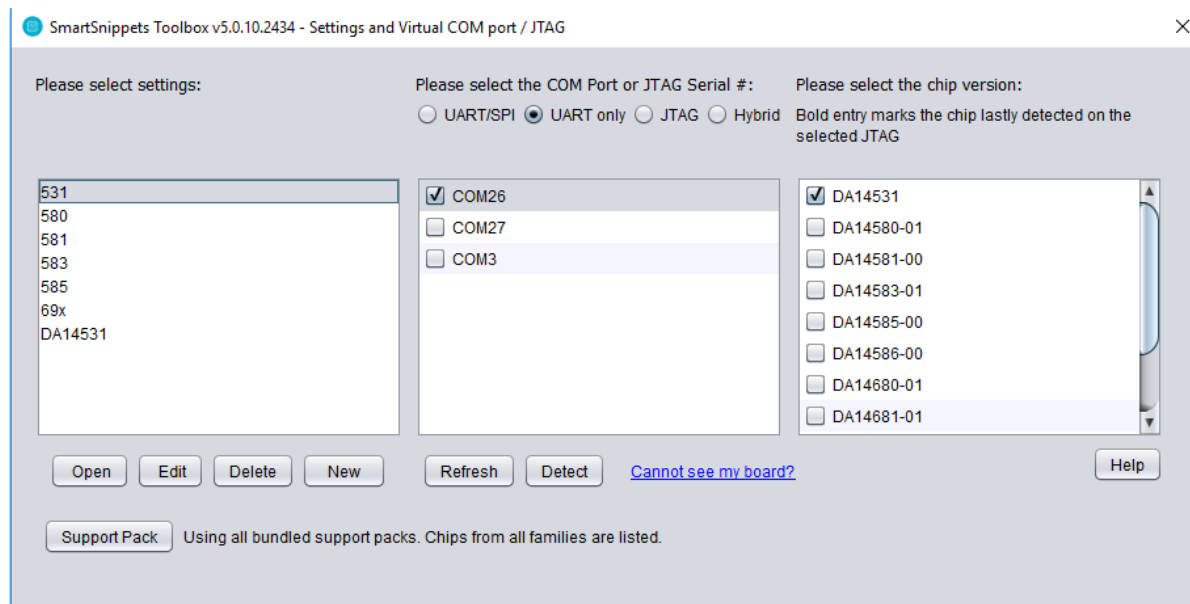 SmartSnippets Toolbox v5.0.10.2434 - Settings and Virtual COM port / JTAG
Please select settings:
Please select the COM Port or JTAG Serial #:
Please select the chip version:
UART/SPI UART only JTAG Hybrid
Bold entry marks the chip lastly detected on the
selected JTAG
531
580
581
583
585
69x
DA14531
COM26
COM27
COM3
DA14531
DA14580-01
DA14581-00
DA14583-01
DA14585-00
DA14586-00
DA14680-01
DA14681-01
Open Edit Delete New
Refresh Detect Cannot see my board?
Help
Support Pack Using all bundled support packs. Chips from all families are listed.